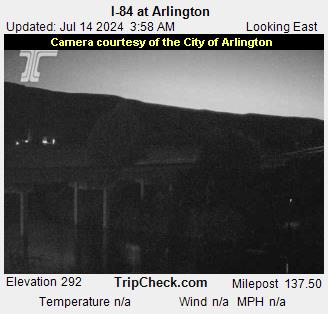 I-84 at Arlington
Updated: Jul 14 2024 3:58 AM Looking East
Camera courtesy of the City of Arlington
Elevation 292 TripCheck.com Milepost 137.50
Temperature n/a Wind n/a MPH n/a